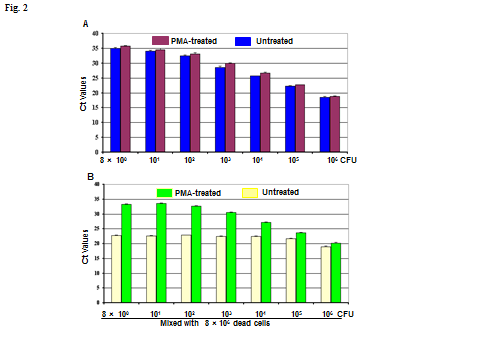 Fig. 2
A
PMA-treated Untreated
Ct Values
40
35
30
25
20
15
10
5
0
8 × 10⁰ 10¹ 10² 10³ 10⁴ 10⁵ 10⁶ CFU
B
PMA-treated Untreated
Ct Values
40
35
30
25
20
15
10
5
0
8 × 10⁰ 10¹ 10² 10³ 10⁴ 10⁵ 10⁶ CFU
Mixed with 8 × 10⁶ dead cells